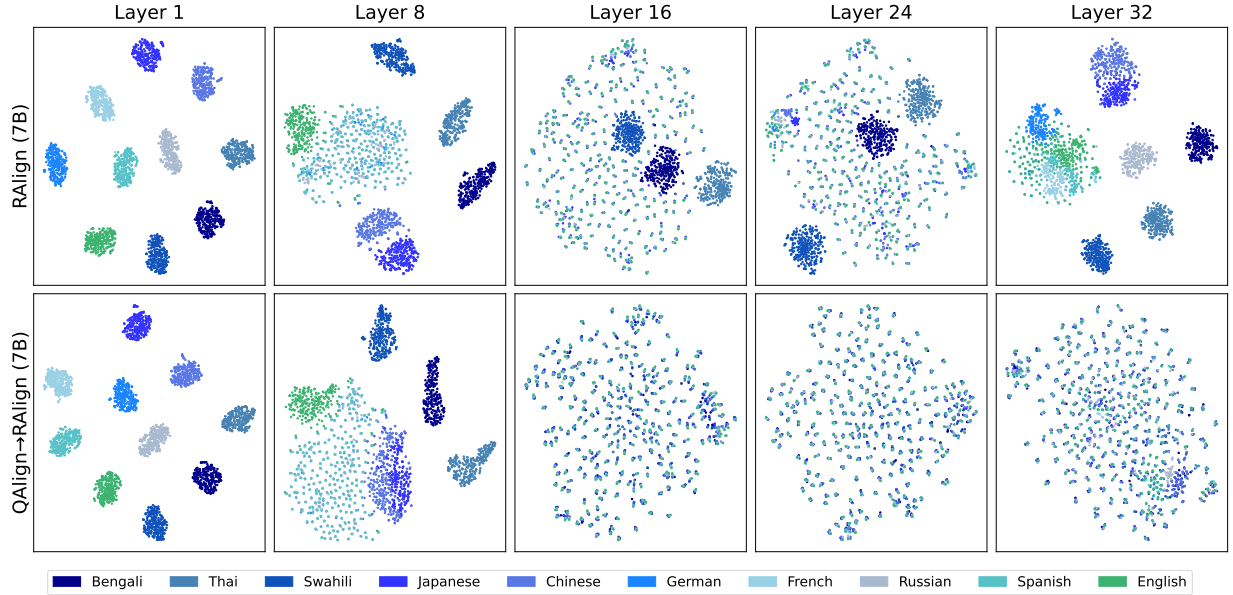 Layer 1 Layer 8 Layer 16 Layer 24 Layer 32
RAlign (7B)
QAlign→RAlign (7B)
Bengali Thai Swahili Japanese Chinese German French Russian Spanish English